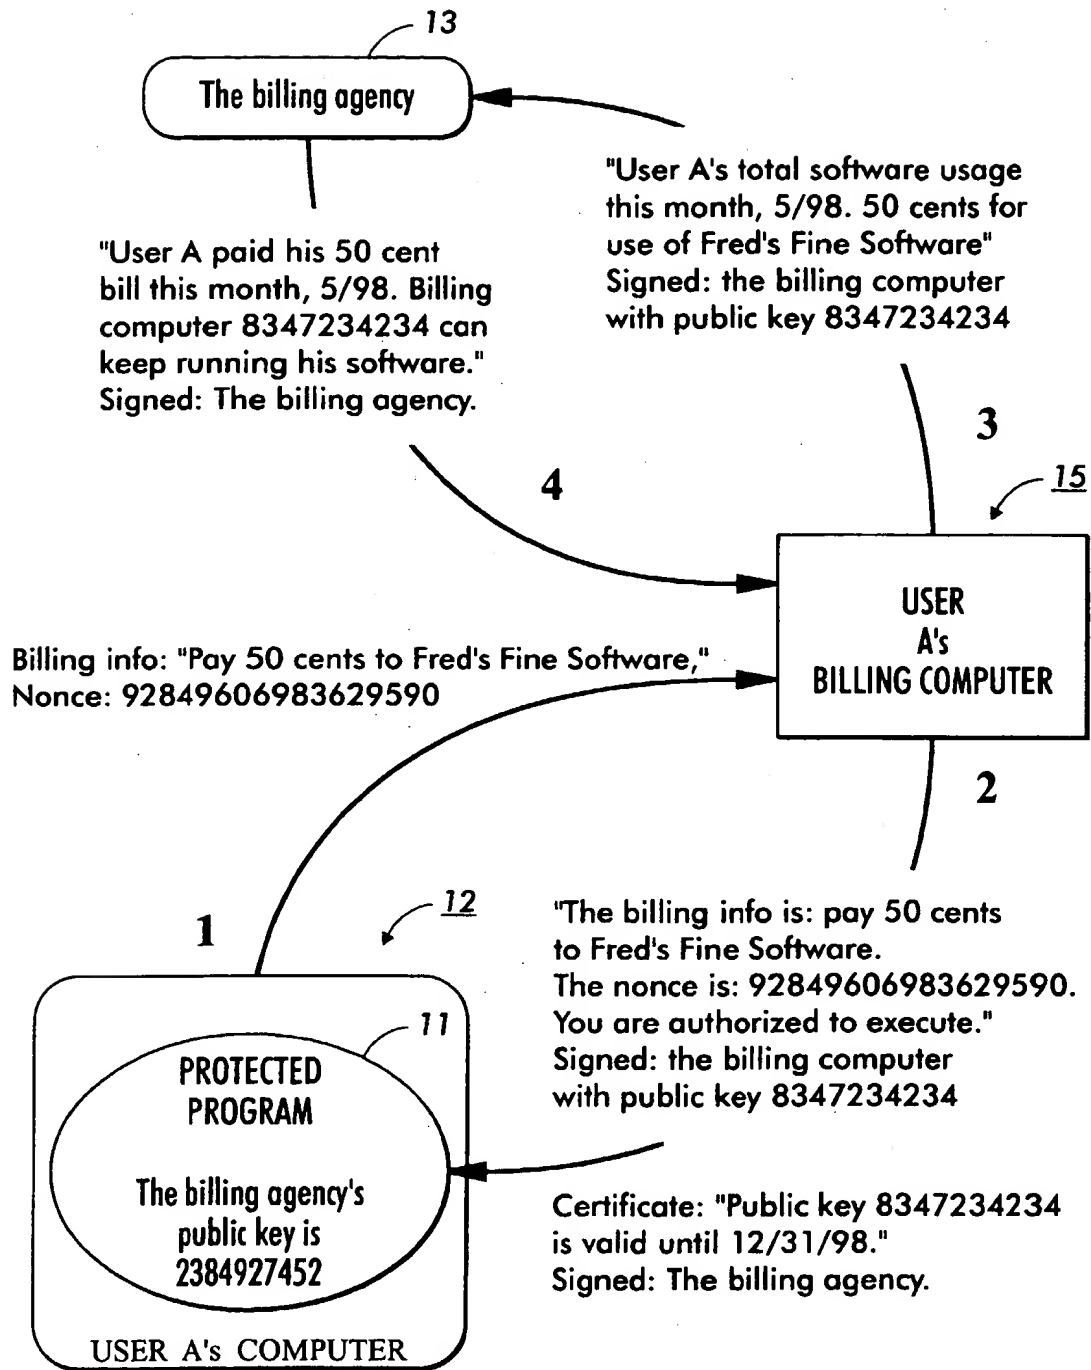 13
The billing agency
"User A's total software usage
this month, 5/98. 50 cents for
use of Fred's Fine Software"
Signed: the billing computer
with public key 8347234234
"User A paid his 50 cent
bill this month, 5/98. Billing
computer 8347234234 can
keep running his software."
Signed: The billing agency.
3
4
15
USER
A's
BILLING COMPUTER
Billing info: "Pay 50 cents to Fred's Fine Software,"
Nonce: 92849606983629590
2
1
12
"The billing info is: pay 50 cents
to Fred's Fine Software.
The nonce is: 92849606983629590.
You are authorized to execute."
Signed: the billing computer
with public key 8347234234
11
PROTECTED
PROGRAM
The billing agency's
public key is
2384927452
Certificate: "Public key 8347234234
is valid until 12/31/98."
Signed: The billing agency.
USER A's COMPUTER